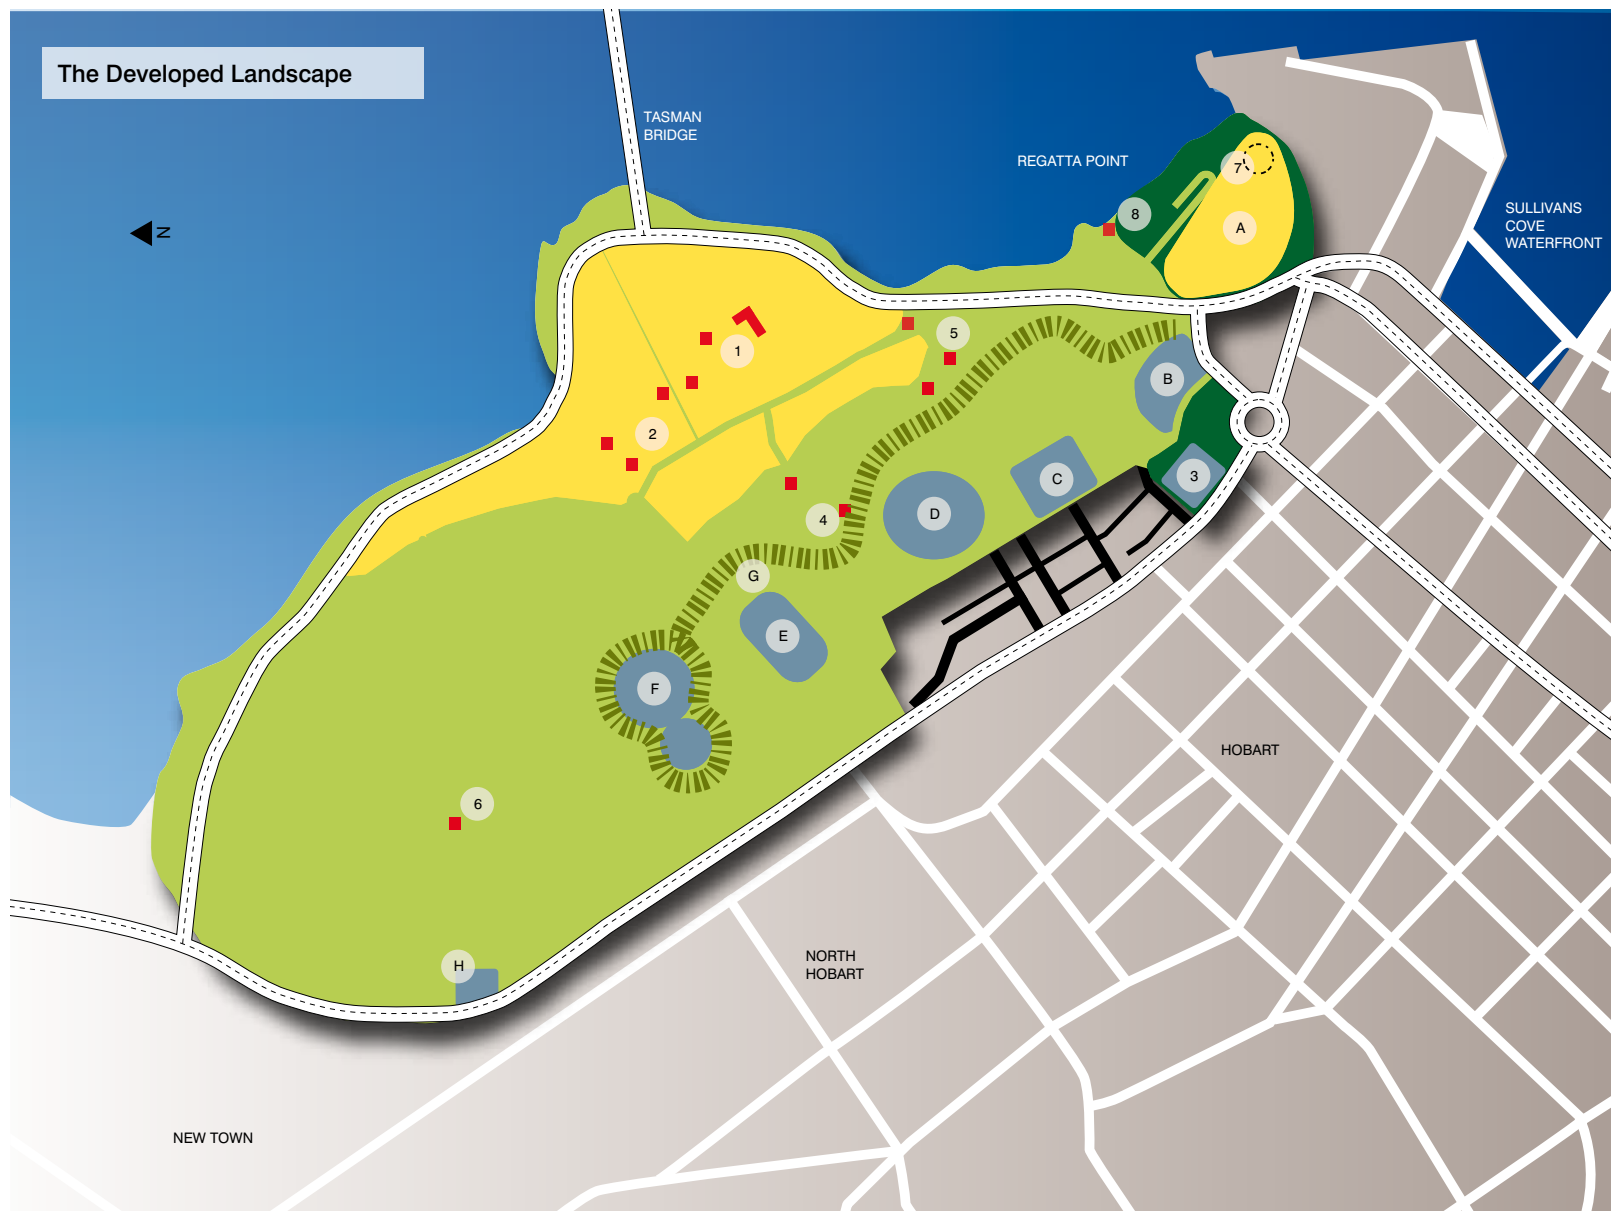 The Developed Landscape
TASMAN
BRIDGE
REGATTA POINT
7
8
A
SULLIVANS
COVE
WATERFRONT
N
5
1
B
2
C
3
D
4
G
E
F
HOBART
6
H
NORTH
HOBART
NEW TOWN